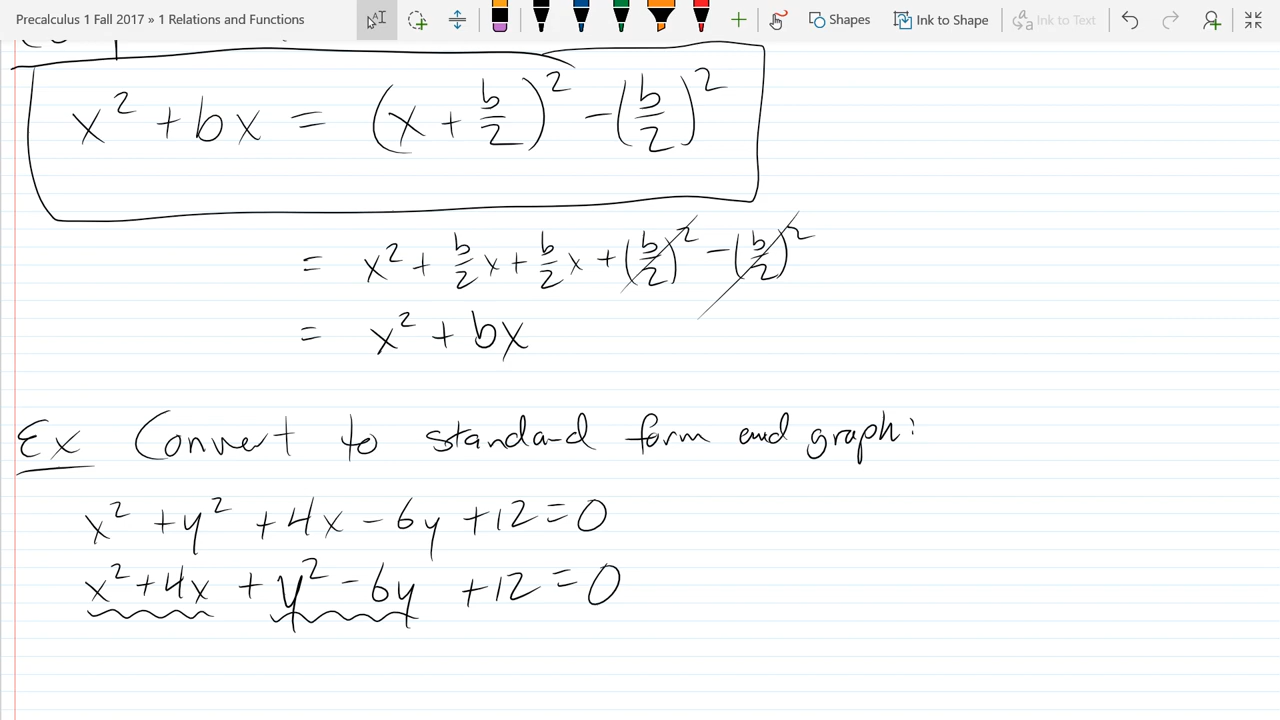 Precalculus 1 Fall 2017 » 1 Relations and Functions
Shapes
Ink to Shape
Ink to Text
x² + bx = (x + b/2)² - (b/2)²
= x² + b/2 x + b/2 x + (b/2)² - (b/2)²
= x² + bx
Ex Convert to standard form and graph:
x² + y² + 4x - 6y + 12 = 0
x² + 4x + y² - 6y + 12 = 0